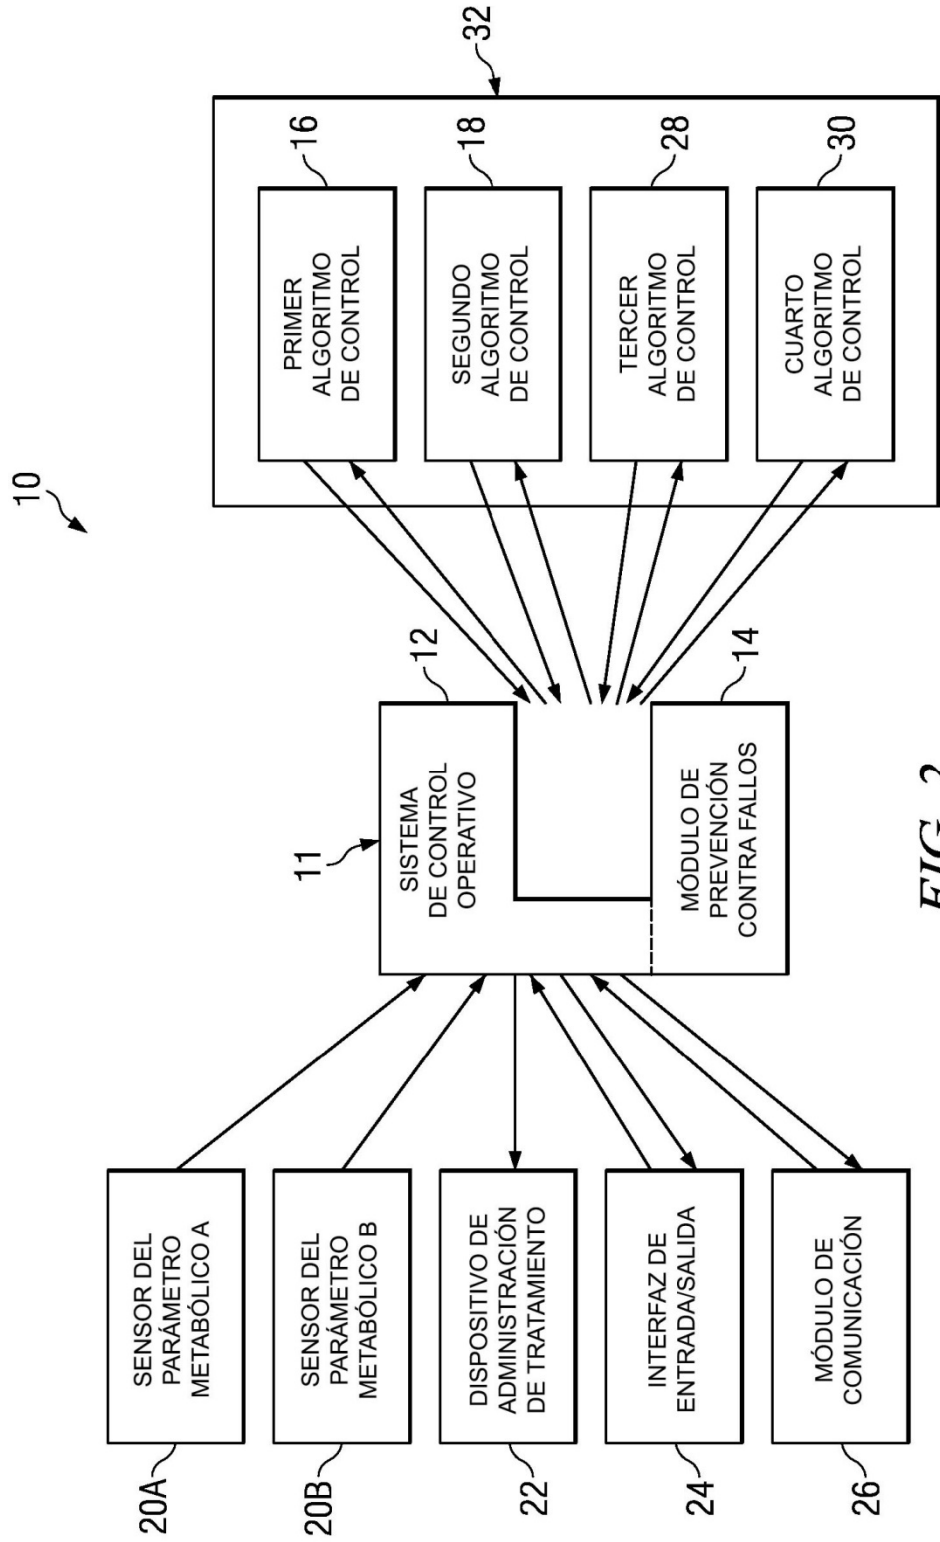 10
20A
SENSOR DEL
PARÁMETRO
METABÓLICO A
20B
SENSOR DEL
PARÁMETRO
METABÓLICO B
22
DISPOSITIVO DE
ADMINISTRACIÓN
DE TRATAMIENTO
24
INTERFAZ DE
ENTRADA/SALIDA
26
MÓDULO DE
COMUNICACIÓN
11
12
SISTEMA
DE CONTROL
OPERATIVO
14
MÓDULO DE
PREVENCIÓN
CONTRA FALLOS
32
16
PRIMER
ALGORITMO
DE CONTROL
18
SEGUNDO
ALGORITMO
DE CONTROL
28
TERCER
ALGORITMO
DE CONTROL
30
CUARTO
ALGORITMO
DE CONTROL
FIG. 2